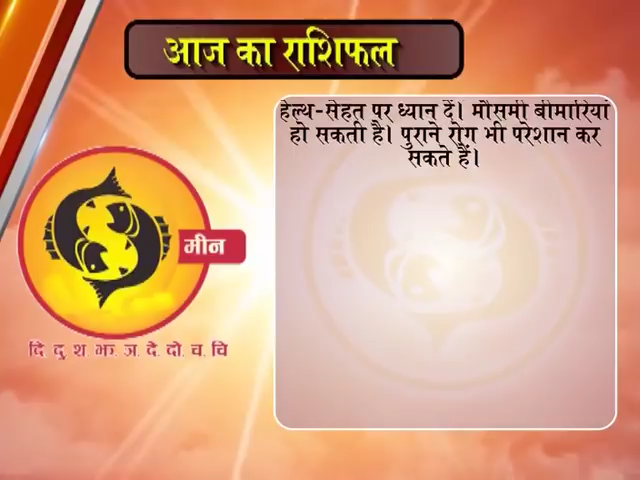 आज का राशिफल
हेल्थ-सेहत पर ध्यान दें। मौसमी बीमारियां
हो सकती है। पुराने रोग भी परेशान कर
सकते हैं।
मीन
दि. दु. श. झ. ञ. दे. दो. च. चि